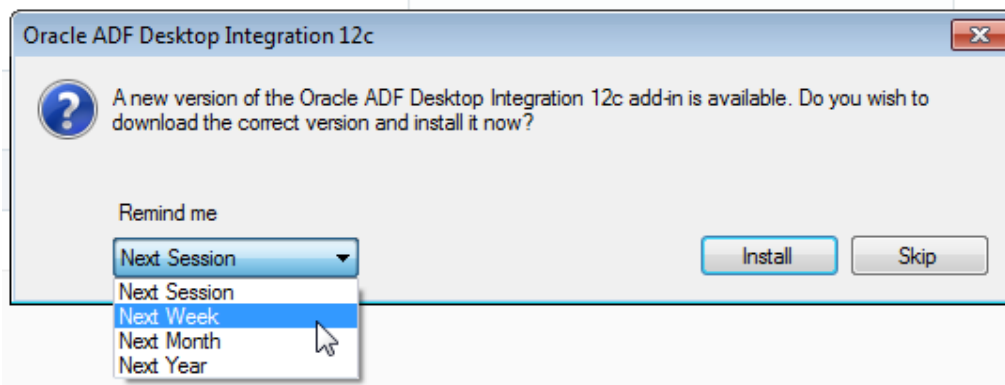 Oracle ADF Desktop Integration 12c
A new version of the Oracle ADF Desktop Integration 12c add-in is available. Do you wish to
download the correct version and install it now?
Remind me
Next Session
Install
Skip
Next Session
Next Week
Next Month
Next Year